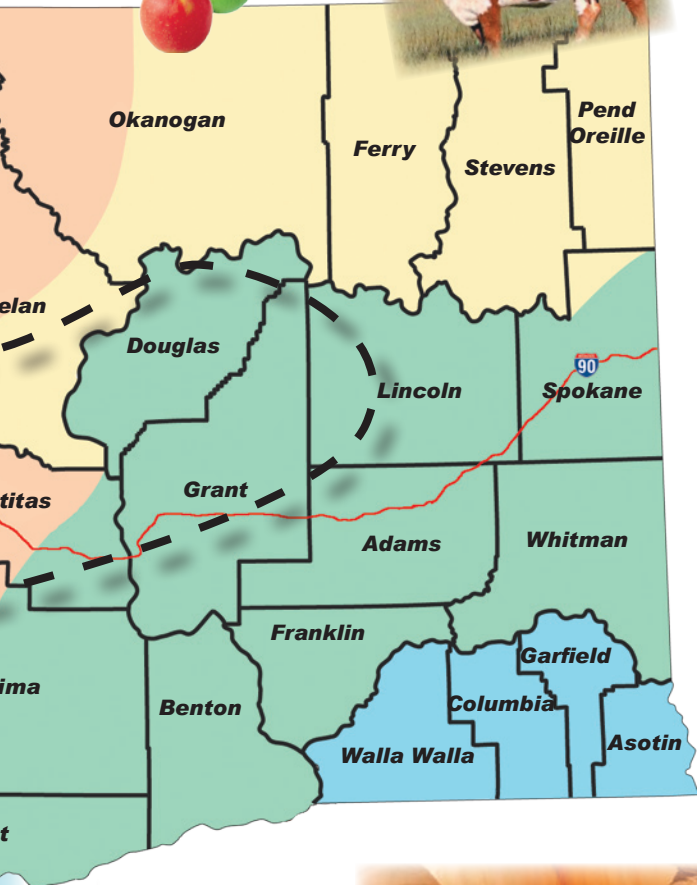 Okanogan
Ferry
Pend
Oreille
Stevens
elan
Douglas
Lincoln
90
Spokane
Grant
titas
Adams
Whitman
Franklin
Garfield
ima
Benton
Columbia
Walla Walla
Asotin
t